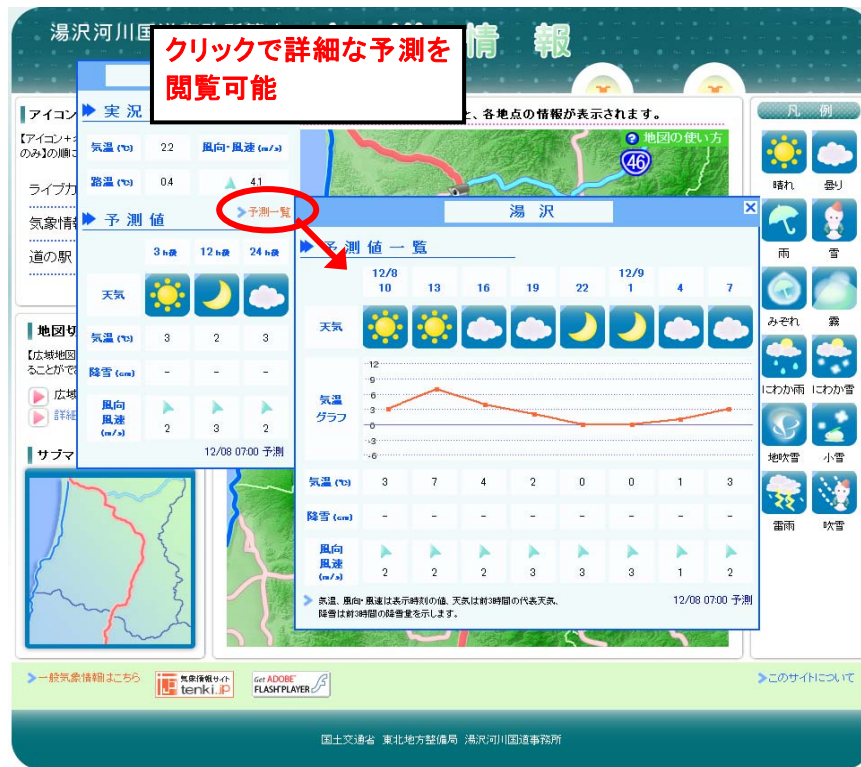 湯沢河川国
情 報
クリックで詳細な予測を
閲覧可能
アイコン
【アイコン+
のみ】の順に
ライブカ
気象情
道の駅
地図切
【広域地図
ることがで
広域
詳細
サブマ
実 況
気温 (℃) 2.2 風向・風速 (m/s)
路温 (℃) 0.4 4.1
予 測 値
予測一覧
3 h後 12 h後 24 h後
天気
気温 (℃) 3 2 3
降雪 (cm) - - -
風向
風速
(m/s) 2 3 2
12/08 07:00 予測
と、各地点の情報が表示されます。
地図の使い方
46
湯 沢
予 測 値 一 覧
12/8 12/9
10 13 16 19 22 1 4 7
天気
気温
グラフ
12
9
6
3
0
-3
-6
気温 (℃) 3 7 4 2 0 0 1 3
降雪 (cm) - - - - - - - -
風向
風速
(m/s) 2 2 2 3 3 3 1 2
気温、風向・風速は表示時刻の値、天気は前3時間の代表天気、
降雪は前3時間の降雪量を示します。
12/08 07:00 予測
凡 例
晴れ 曇り
雨 雪
みぞれ 霧
にわか雨 にわか雪
地吹雪 小雪
雷雨 吹雪
一般気象情報はこちら
気象情報サイト
tenki.jp
Get ADOBE
FLASH PLAYER
このサイトについて
国土交通省 東北地方整備局 湯沢河川国道事務所